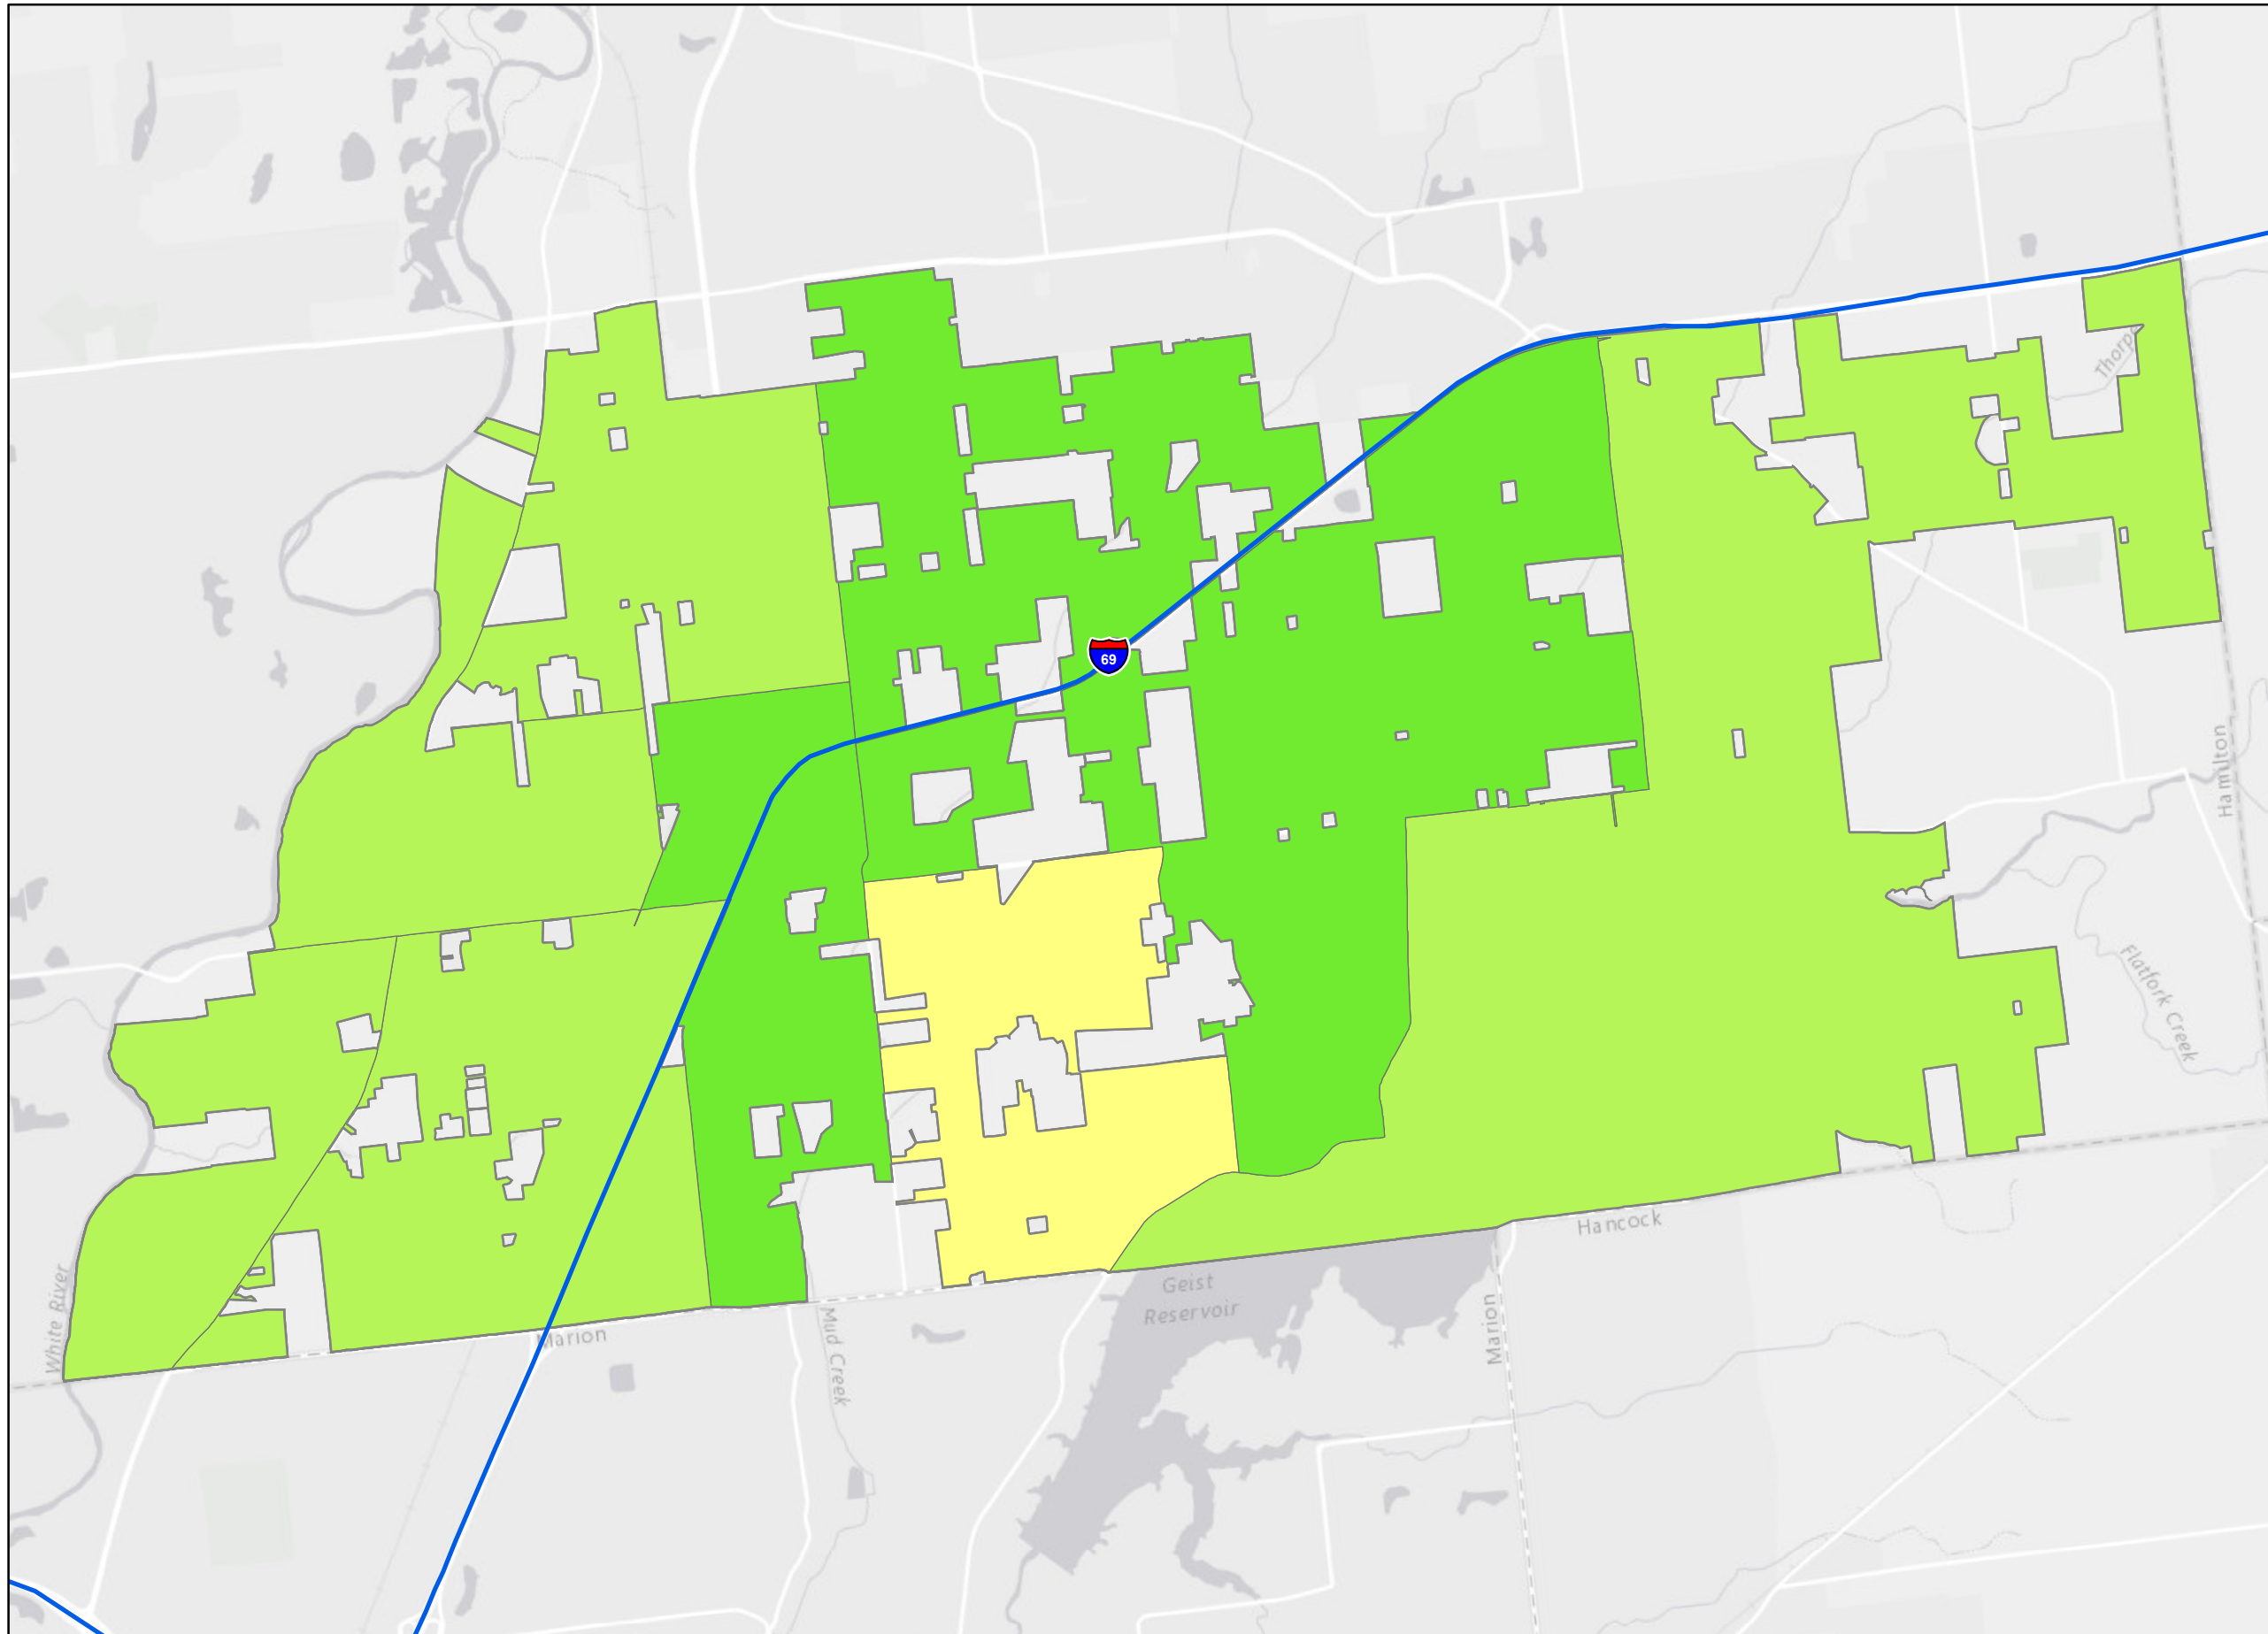 Thorpe
69
Hamilton
Flatfork Creek
Hancock
Geist
Reservoir
White River
Marion
Mud Creek
Marion